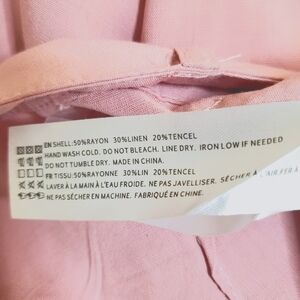 EN SHELL:50%RAYON 30%LINEN 20%TENCEL
HAND WASH COLD. DO NOT BLEACH. LINE DRY. IRON LOW IF NEEDED
DO NOT TUMBLE DRY. MADE IN CHINA.
FR TISSU:50%RAYONNE 30%LIN 20%TENCEL
LAVER À LA MAIN À L'EAU FROIDE. NE PAS JAVELLISER. SÉCHER À L'AIR FER À
NE PAS SÉCHER EN MACHINE. FABRIQUÉ EN CHINE.